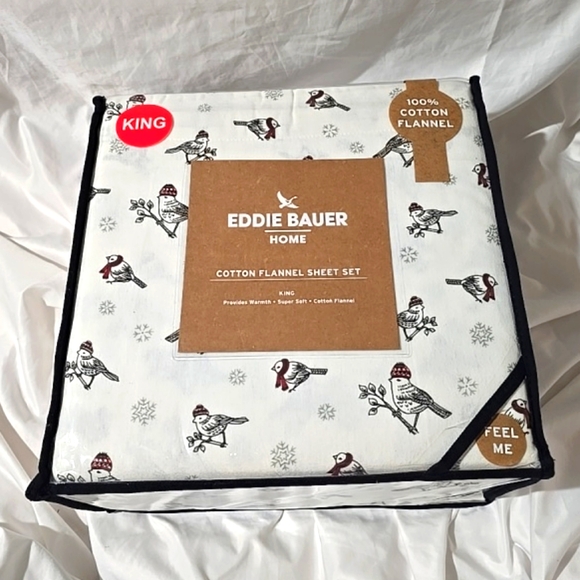 KING
100%
COTTON
FLANNEL
EDDIE BAUER
HOME
COTTON FLANNEL SHEET SET
KING
Provides Warmth • Super Soft • Cotton Flannel
FEEL
ME